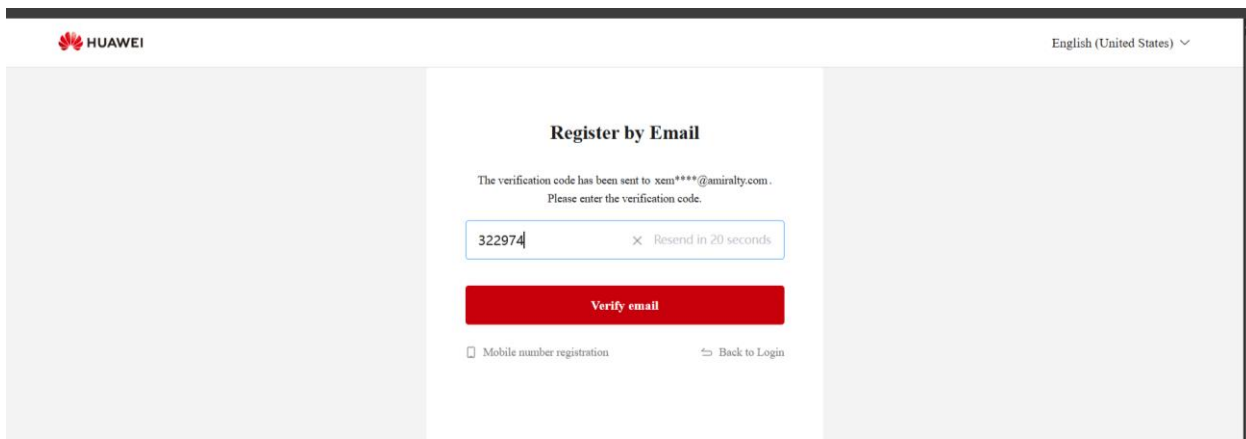 HUAWEI
English (United States)
Register by Email
The verification code has been sent to xem****@amiralty.com.
Please enter the verification code.
322974 Resend in 20 seconds
Verify email
Mobile number registration Back to Login